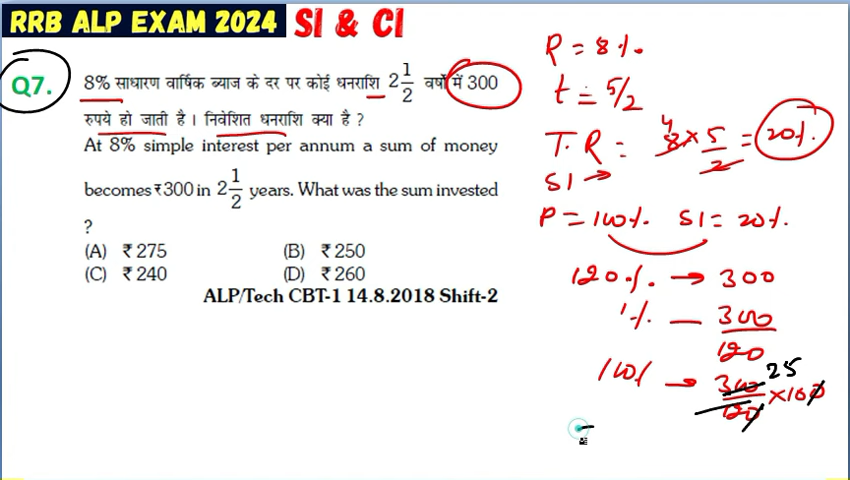 RRB ALP EXAM 2024 SI & CI
Q7. 8% साधारण वार्षिक ब्याज के दर पर कोई धनराशि 2 1/2 वर्षों में 300
रुपये हो जाती है। निवेशित धनराशि क्या है ?
At 8% simple interest per annum a sum of money
becomes ₹300 in 2 1/2 years. What was the sum invested
?
(A) ₹ 275 (B) ₹ 250
(C) ₹ 240 (D) ₹ 260
ALP/Tech CBT-1 14.8.2018 Shift-2
R = 8%
t = 5/2
T. R = 8 4 × 5/2 = 20%
SI →
P = 100% SI = 20%
120% → 300
1% — 300/120
100% → 300/120 × 100 25